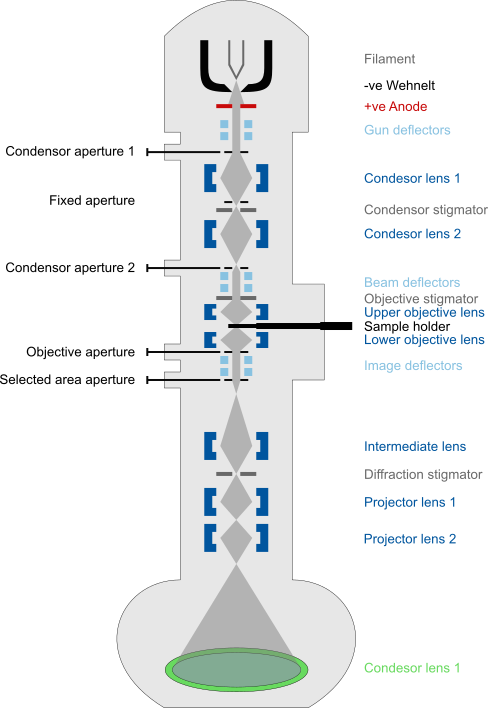 Filament
-ve Wehnelt
+ve Anode
Gun deflectors
Condensor aperture 1
Condesor lens 1
Fixed aperture
Condensor stigmator
Condesor lens 2
Condensor aperture 2
Beam deflectors
Objective stigmator
Upper objective lens
Sample holder
Lower objective lens
Objective aperture
Image deflectors
Selected area aperture
Intermediate lens
Diffraction stigmator
Projector lens 1
Projector lens 2
Condesor lens 1